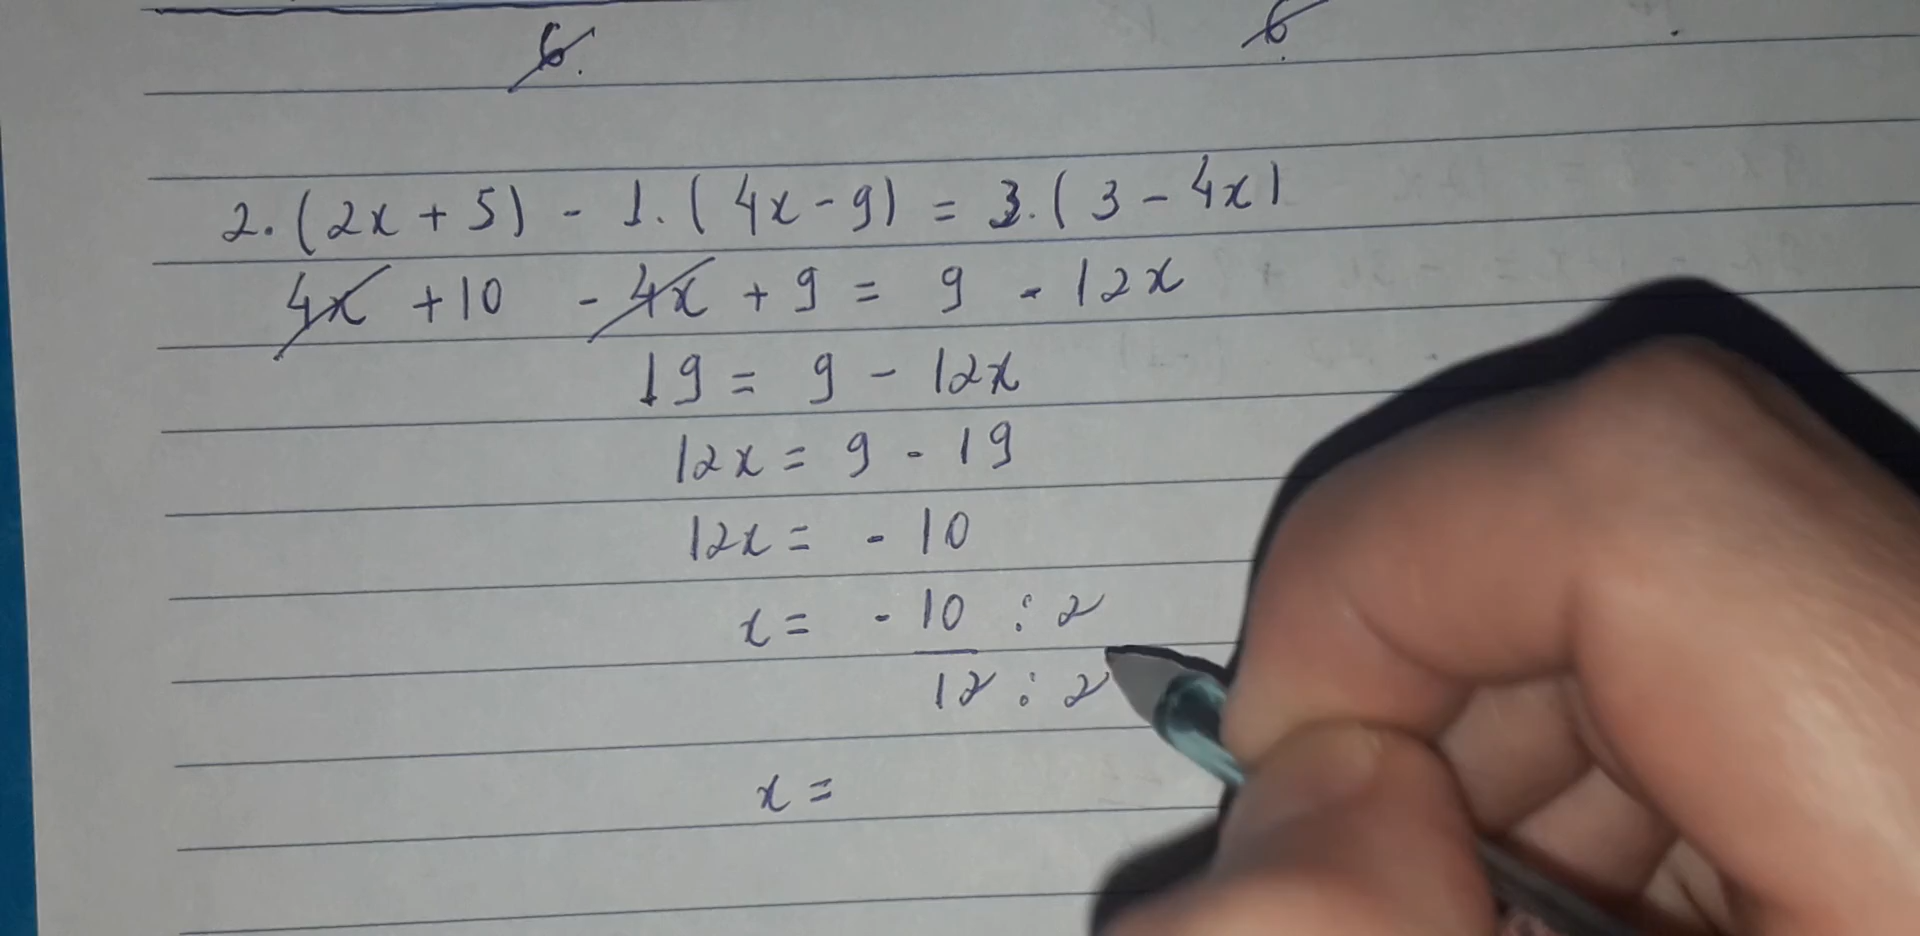 6. 6.
2.(2x + 5) - 1.(4x - 9) = 3.(3 - 4x)
4x + 10 - 4x + 9 = 9 - 12x
19 = 9 - 12x
12x = 9 - 19
12x = - 10
x = - 10 : 2
12 : 2
x =